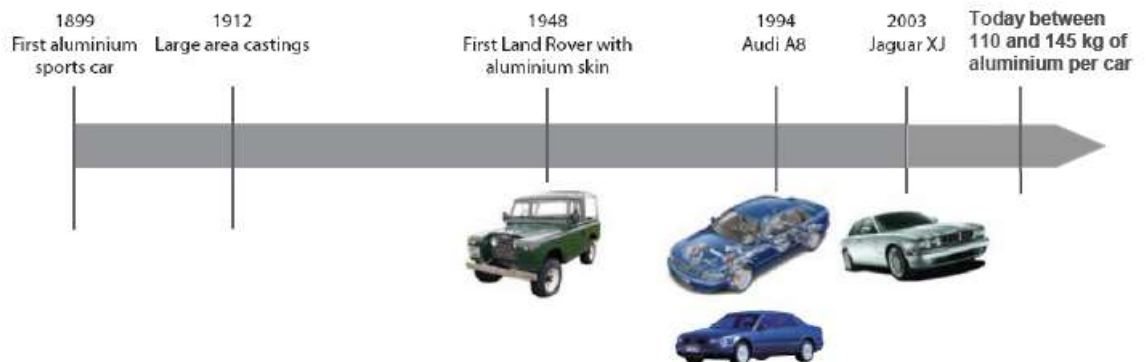 1899
First aluminium
sports car
1912
Large area castings
1948
First Land Rover with
aluminium skin
1994
Audi A8
2003
Jaguar XJ
Today between
110 and 145 kg of
aluminium per car